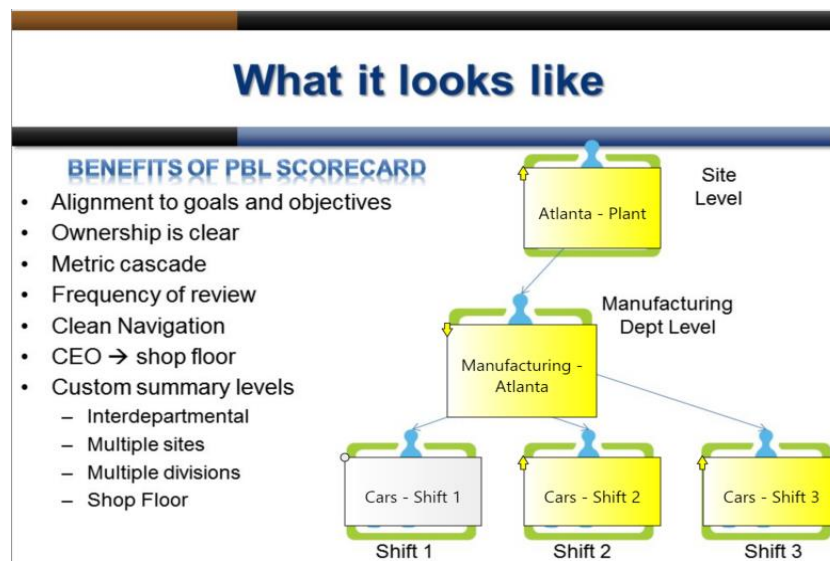 What it looks like
BENEFITS OF PBL SCORECARD
• Alignment to goals and objectives
• Ownership is clear
• Metric cascade
• Frequency of review
• Clean Navigation
• CEO → shop floor
• Custom summary levels
– Interdepartmental
– Multiple sites
– Multiple divisions
– Shop Floor
Atlanta - Plant
Site
Level
Manufacturing
Dept Level
Manufacturing -
Atlanta
Cars - Shift 1
Cars - Shift 2
Cars - Shift 3
Shift 1
Shift 2
Shift 3